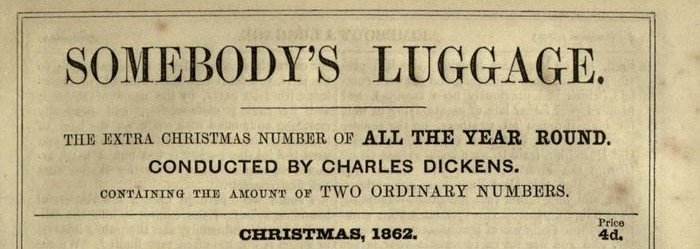 SOMEBODY'S LUGGAGE.
THE EXTRA CHRISTMAS NUMBER OF ALL THE YEAR ROUND.
CONDUCTED BY CHARLES DICKENS.
CONTAINING THE AMOUNT OF TWO ORDINARY NUMBERS.
CHRISTMAS, 1862.
Price
4d.